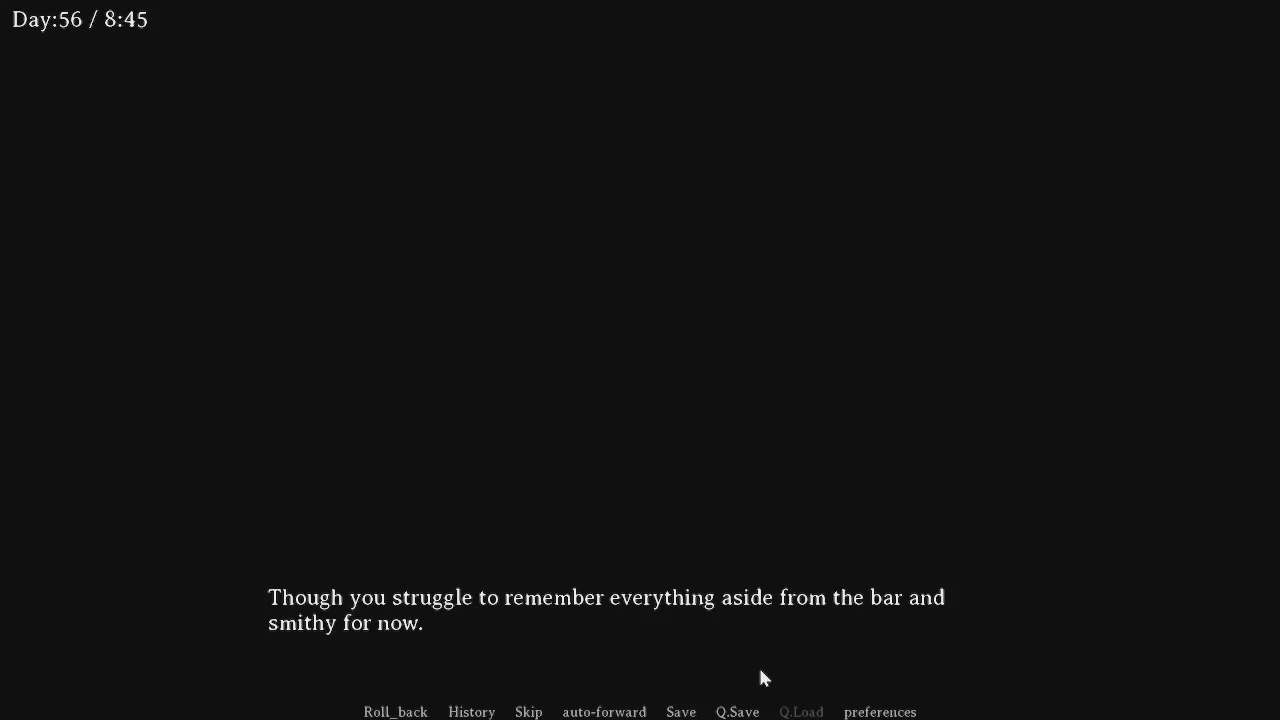 Day:56 / 8:45
Though you struggle to remember everything aside from the bar and
smithy for now.
Roll_back History Skip auto-forward Save Q.Save Q.Load preferences